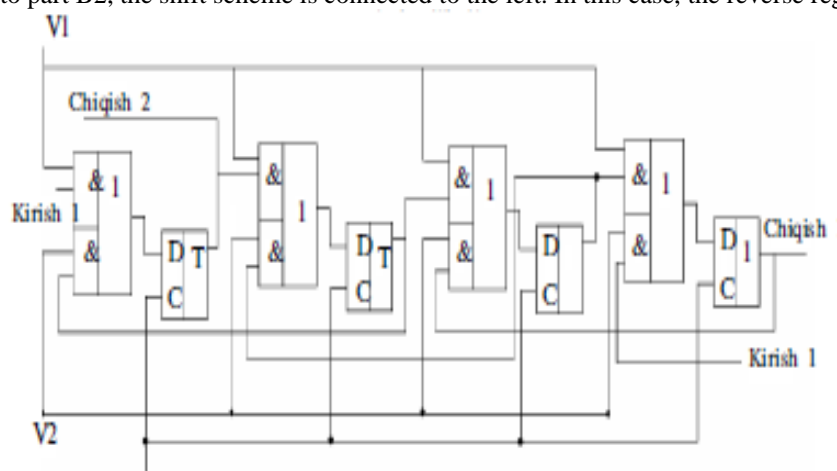 to part D2, the shift scheme is connected to the left. In this case, the reverse reg
V1
Chiqish 2
& 1
Kirish 1
&
D T
C
&
1
&
D T
C
&
1
&
D
C
&
1
&
D 1
C
Chiqish
Kirish 1
V2